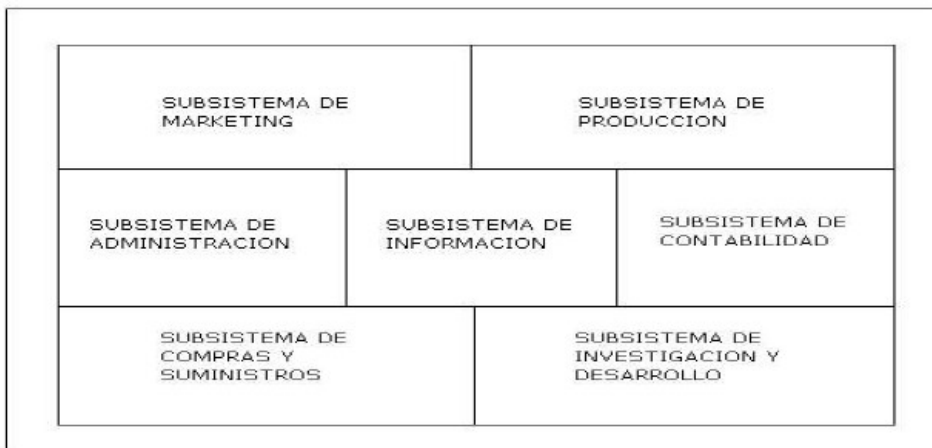 SUBSISTEMA DE
MARKETING
SUBSISTEMA DE
PRODUCCION
SUBSISTEMA DE
ADMINISTRACION
SUBSISTEMA DE
INFORMACION
SUBSISTEMA DE
CONTABILIDAD
SUBSISTEMA DE
COMPRAS Y
SUMINISTROS
SUBSISTEMA DE
INVESTIGACION Y
DESARROLLO